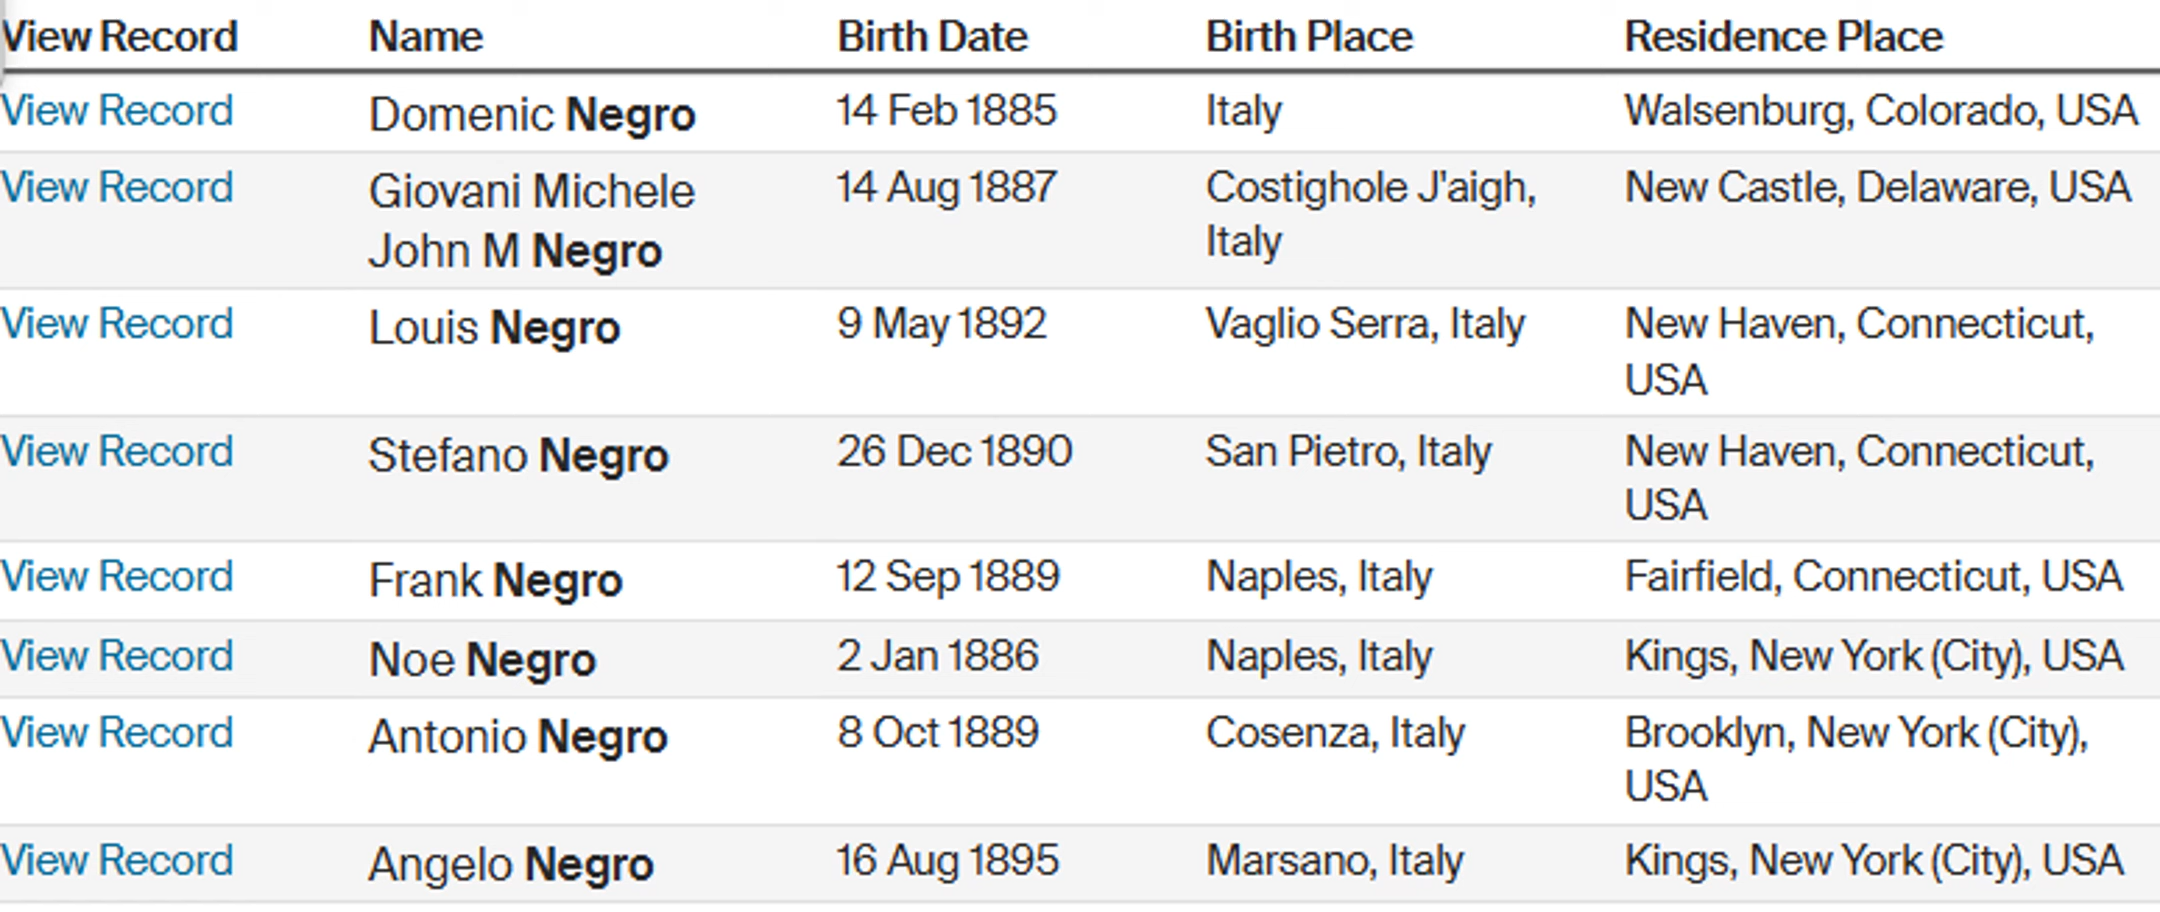 View Record Name Birth Date Birth Place Residence Place
View Record Domenic Negro 14 Feb 1885 Italy Walsenburg, Colorado, USA
View Record Giovani Michele 14 Aug 1887 Costighole J'aigh, New Castle, Delaware, USA
John M Negro Italy
View Record Louis Negro 9 May 1892 Vaglio Serra, Italy New Haven, Connecticut,
USA
View Record Stefano Negro 26 Dec 1890 San Pietro, Italy New Haven, Connecticut,
USA
View Record Frank Negro 12 Sep 1889 Naples, Italy Fairfield, Connecticut, USA
View Record Noe Negro 2 Jan 1886 Naples, Italy Kings, New York (City), USA
View Record Antonio Negro 8 Oct 1889 Cosenza, Italy Brooklyn, New York (City),
USA
View Record Angelo Negro 16 Aug 1895 Marsano, Italy Kings, New York (City), USA